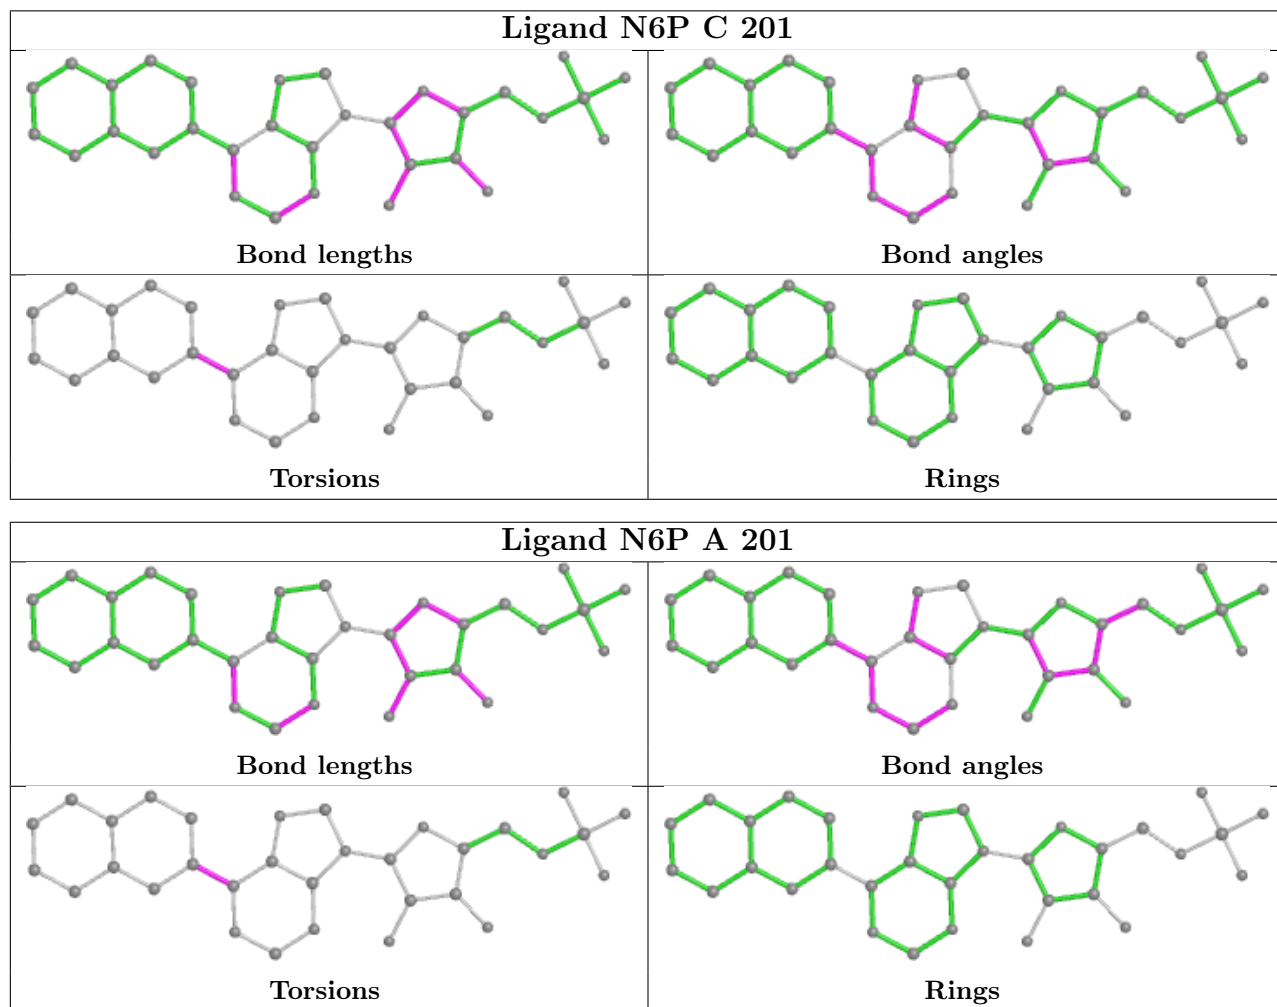 Ligand N6P C 201
Bond lengths
Bond angles
Torsions
Rings
Ligand N6P A 201
Bond lengths
Bond angles
Torsions
Rings